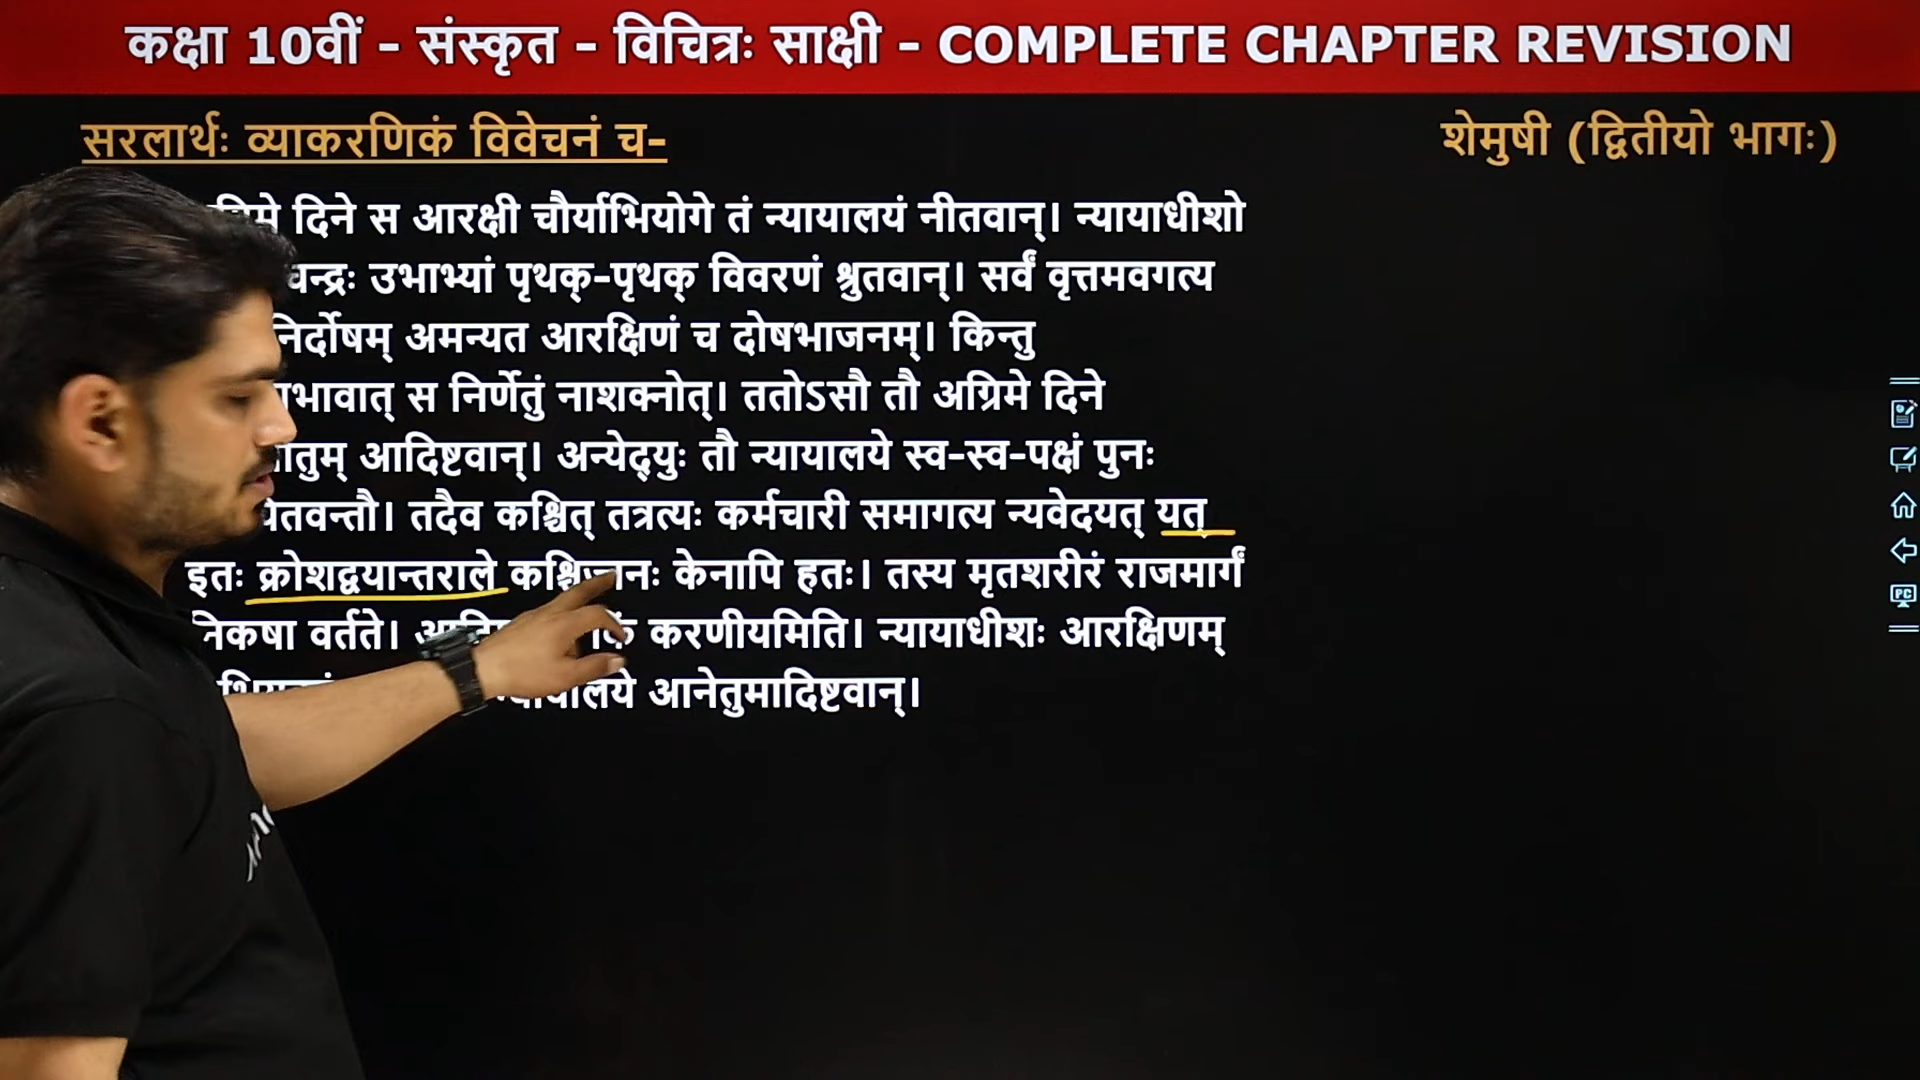 कक्षा 10वीं - संस्कृत - विचित्रः साक्षी - COMPLETE CHAPTER REVISION
सरलार्थः व्याकरणिकं विवेचनं च-
शेमुषी (द्वितीयो भागः)
दिने स आरक्षी चौर्याभियोगे तं न्यायालयं नीतवान्। न्यायाधीशो
उभाभ्यां पृथक्-पृथक् विवरणं श्रुतवान्। सर्वं वृत्तमवगत्य
निर्दोषम् अमन्यत आरक्षिणं च दोषभाजनम्। किन्तु
स निर्णेतुं नाशक्नोत्। ततोऽसौ तौ अग्रिमे दिने
आदिष्टवान्। अन्येद्युः तौ न्यायालये स्व-स्व-पक्षं पुनः
तदैव कश्चित् तत्रत्यः कर्मचारी समागत्य न्यवेदयत् यत्
इतः क्रोशद्वयान्तराले केनापि हतः। तस्य मृतशरीरं राजमार्गं
निकषा वर्तते। करणीयमिति। न्यायाधीशः आरक्षिणम्
आनेतुमादिष्टवान्।
PC